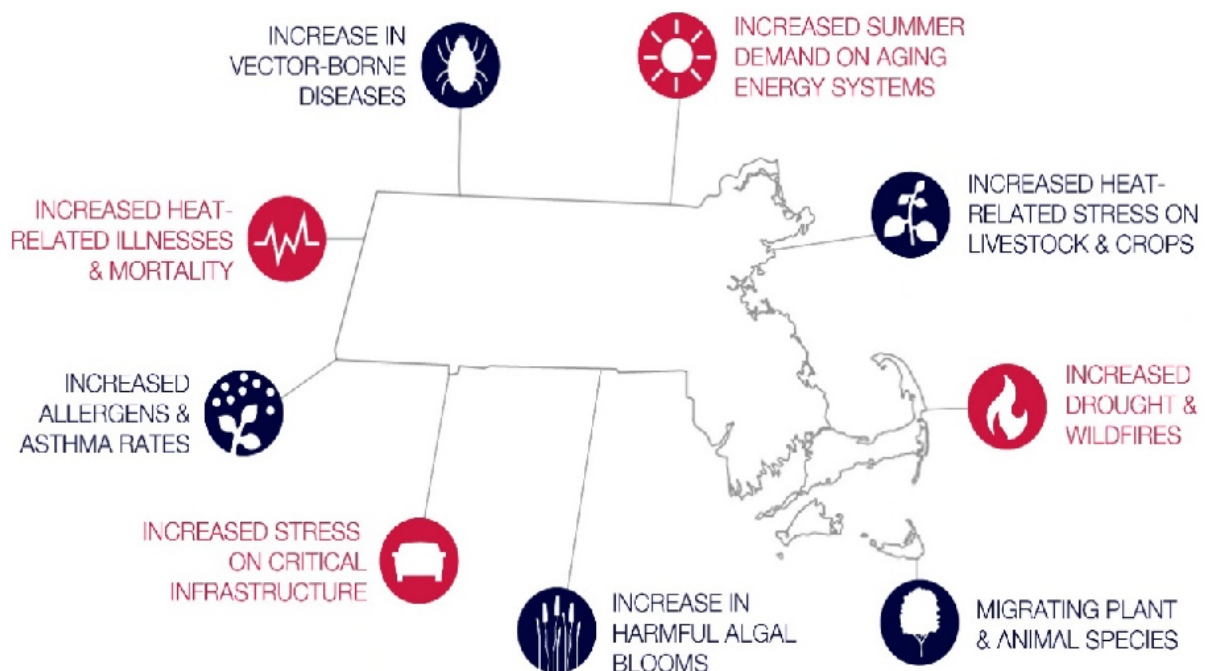 INCREASE IN
VECTOR-BORNE
DISEASES
INCREASED SUMMER
DEMAND ON AGING
ENERGY SYSTEMS
INCREASED HEAT-
RELATED ILLNESSES
& MORTALITY
INCREASED HEAT-
RELATED STRESS ON
LIVESTOCK & CROPS
INCREASED
ALLERGENS &
ASTHMA RATES
INCREASED
DROUGHT &
WILDFIRES
INCREASED STRESS
ON CRITICAL
INFRASTRUCTURE
INCREASE IN
HARMFUL ALGAL
BLOOMS
MIGRATING PLANT
& ANIMAL SPECIES